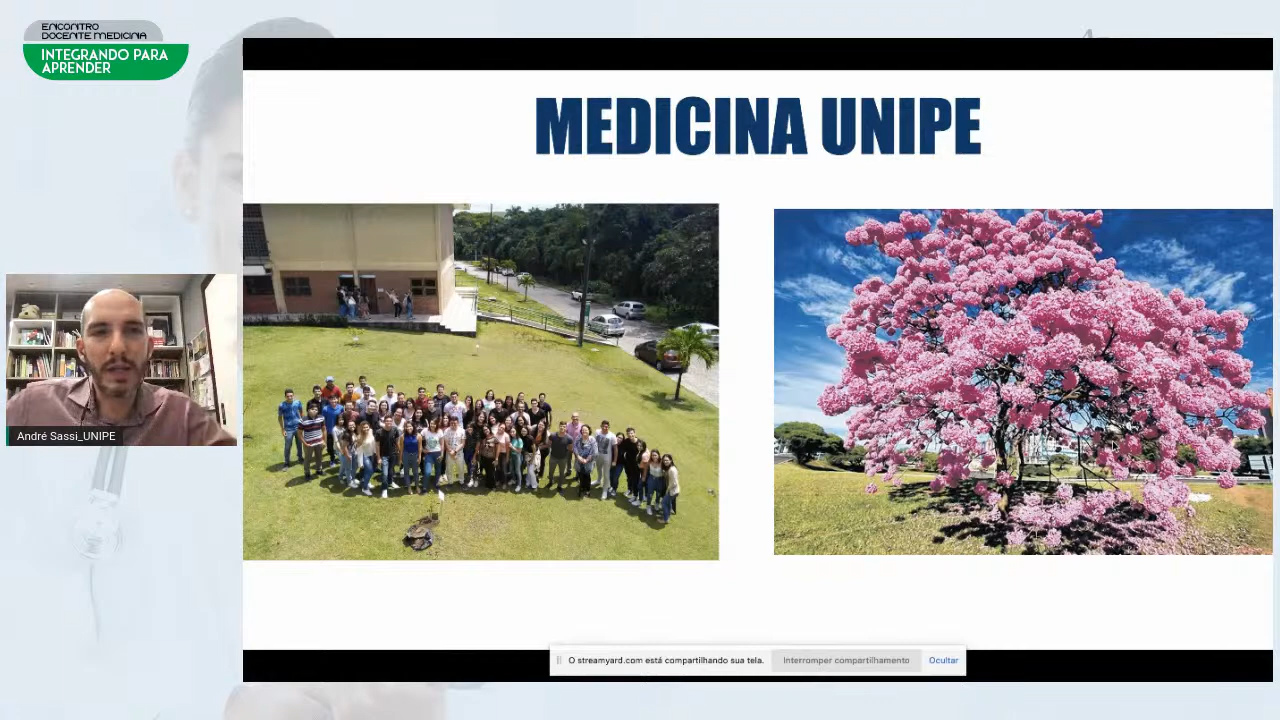 ENCONTRO
DOCENTE MEDICINA
INTEGRANDO PARA
APRENDER
MEDICINA UNIPE
André Sassi_UNIPE
O streamyard.com está compartilhando sua tela.
Interromper compartilhamento
Ocultar